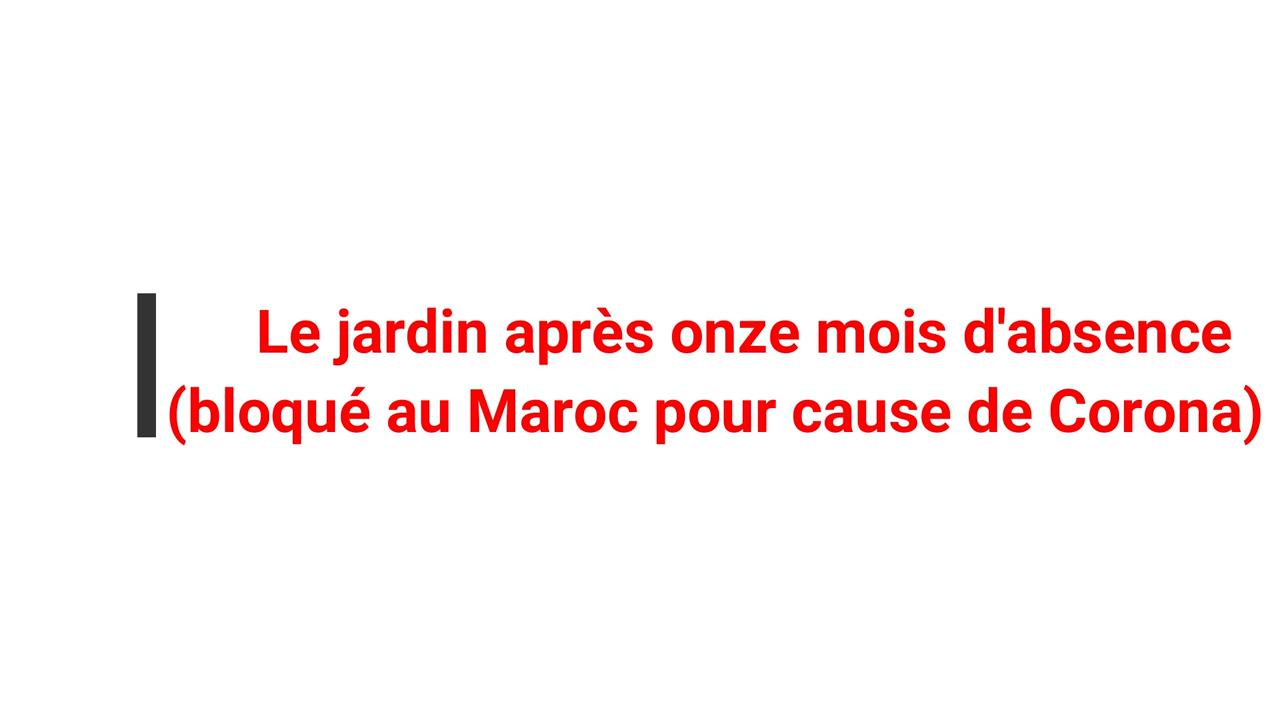 Le jardin après onze mois d'absence
(bloqué au Maroc pour cause de Corona)